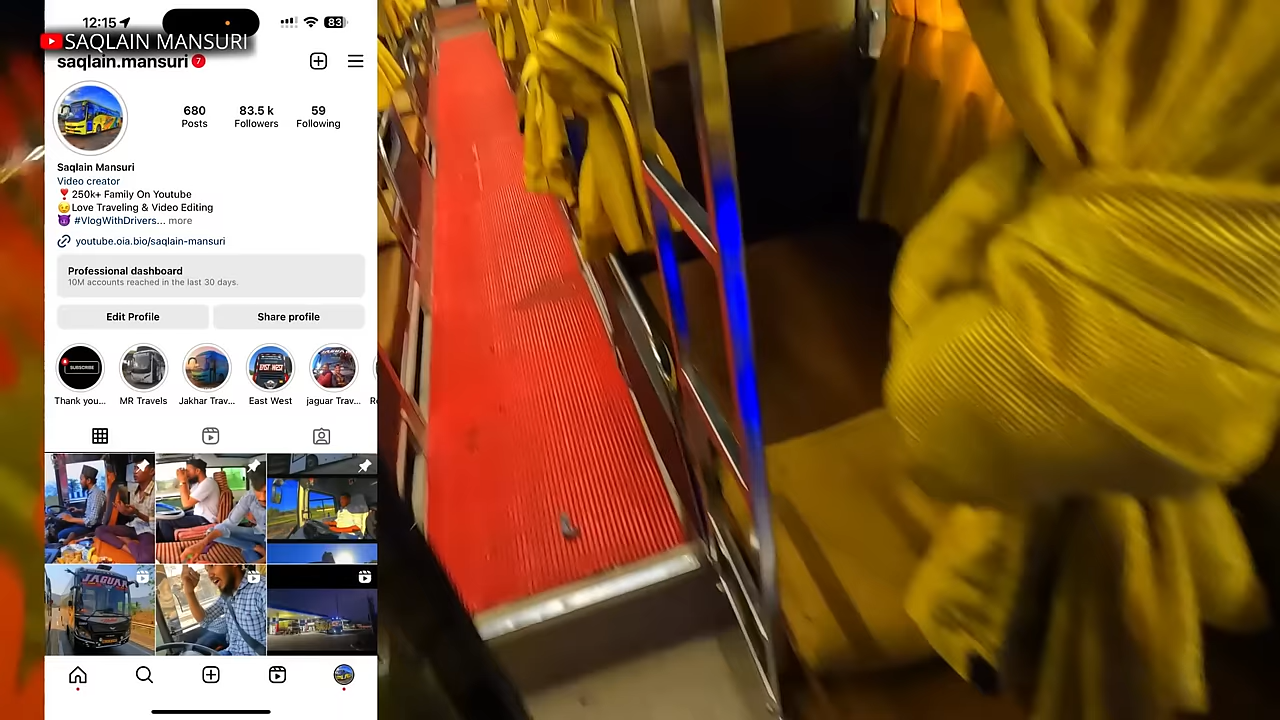 12:15
83
SAQLAIN MANSURI
saqlain.mansuri 7
680
Posts
83.5 k
Followers
59
Following
Saqlain Mansuri
Video creator
❣️ 250k+ Family On Youtube
😉 Love Traveling & Video Editing
😈 #VlogWithDrivers... more
youtube.oia.bio/saqlain-mansuri
Professional dashboard
10M accounts reached in the last 30 days.
Edit Profile
Share profile
SUBSCRIBE
EAST WEST
Thank you...
MR Travels
Jakhar Trav...
East West
jaguar Trav...
JAGUAR